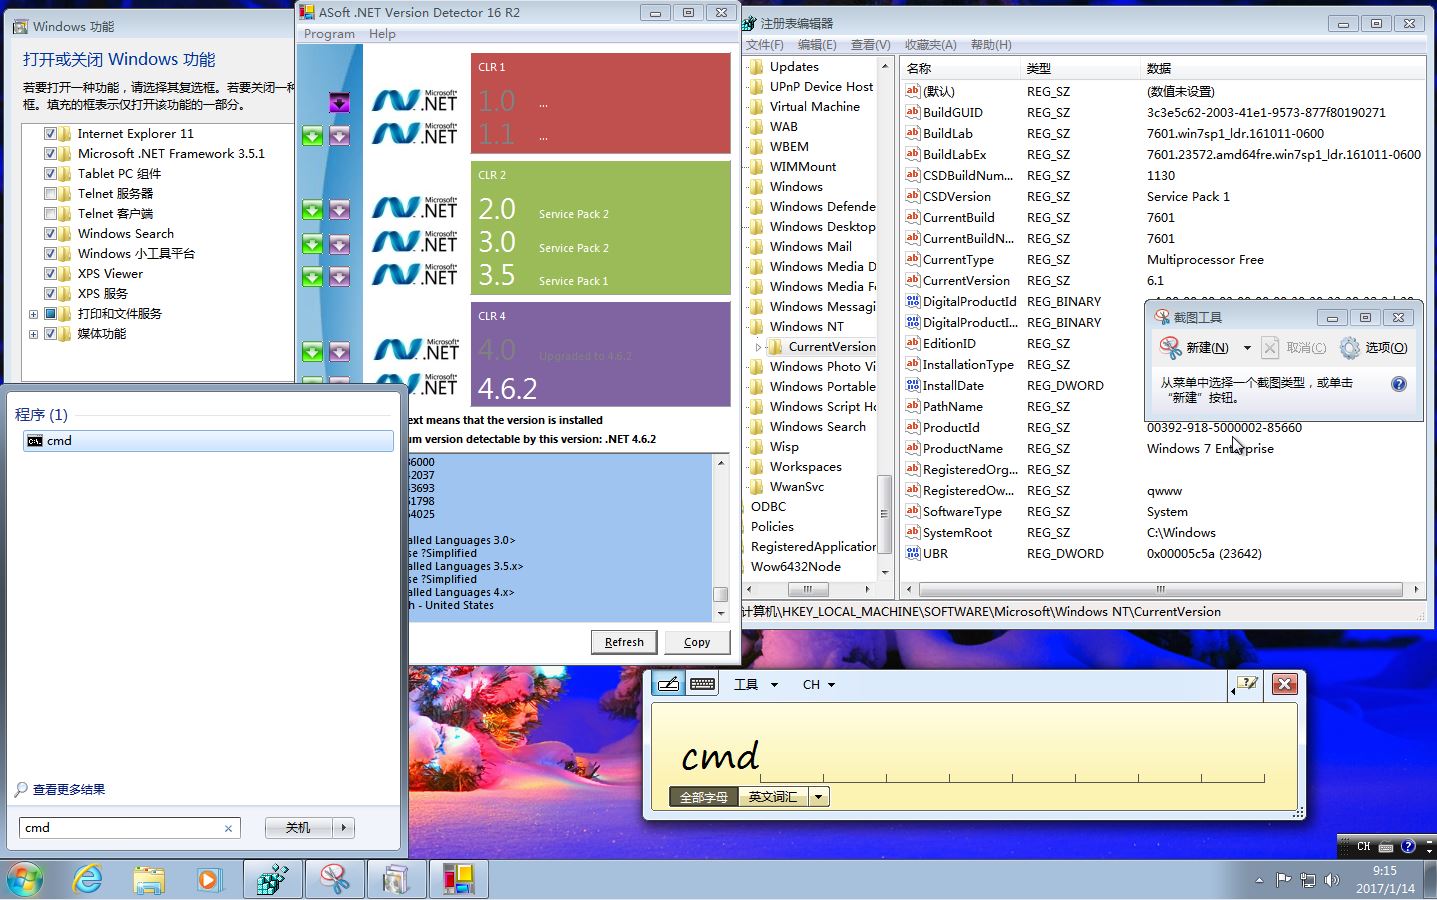 Windows 功能
打开或关闭 Windows 功能
若要打开一种功能，请选择其复选框。若要关闭一种
框。填充的框表示仅打开该功能的一部分。
Internet Explorer 11
Microsoft .NET Framework 3.5.1
Tablet PC 组件
Telnet 服务器
Telnet 客户端
Windows Search
Windows 小工具平台
XPS Viewer
XPS 服务
打印和文件服务
媒体功能
程序 (1)
cmd
查看更多结果
cmd
关机
ASoft .NET Version Detector 16 R2
Program Help
Microsoft® .NET
CLR 1
1.0 ...
Microsoft® .NET
1.1 ...
CLR 2
Microsoft® .NET
2.0 Service Pack 2
Microsoft® .NET
3.0 Service Pack 2
Microsoft® .NET
3.5 Service Pack 1
CLR 4
Microsoft® .NET
4.0 Upgraded to 4.6.2
Microsoft® .NET
4.6.2
ext means that the version is installed
um version detectable by this version: .NET 4.6.2
36000
42037
43693
51798
54025
alled Languages 3.0>
se ?Simplified
alled Languages 3.5.x>
se ?Simplified
alled Languages 4.x>
h - United States
Refresh Copy
注册表编辑器
文件(F) 编辑(E) 查看(V) 收藏夹(A) 帮助(H)
Updates
UPnP Device Host
Virtual Machine
WAB
WBEM
WIMMount
Windows
Windows Defende
Windows Desktop
Windows Mail
Windows Media D
Windows Media Fo
Windows Messagi
Windows NT
CurrentVersion
Windows Photo Vi
Windows Portable
Windows Script Ho
Windows Search
Wisp
Workspaces
WwanSvc
ODBC
Policies
RegisteredApplication
Wow6432Node
名称 类型 数据
(默认) REG_SZ (数值未设置)
BuildGUID REG_SZ 3c3e5c62-2003-41e1-9573-877f80190271
BuildLab REG_SZ 7601.win7sp1_ldr.161011-0600
BuildLabEx REG_SZ 7601.23572.amd64fre.win7sp1_ldr.161011-0600
CSDBuildNum... REG_SZ 1130
CSDVersion REG_SZ Service Pack 1
CurrentBuild REG_SZ 7601
CurrentBuildN... REG_SZ 7601
CurrentType REG_SZ Multiprocessor Free
CurrentVersion REG_SZ 6.1
DigitalProductId REG_BINARY
DigitalProductI... REG_BINARY
EditionID REG_SZ
InstallationType REG_SZ
InstallDate REG_DWORD
PathName REG_SZ
ProductId REG_SZ 00392-918-5000002-85660
ProductName REG_SZ Windows 7 Enterprise
RegisteredOrg... REG_SZ
RegisteredOw... REG_SZ qwww
SoftwareType REG_SZ System
SystemRoot REG_SZ C:\Windows
UBR REG_DWORD 0x00005c5a (23642)
计算机\HKEY_LOCAL_MACHINE\SOFTWARE\Microsoft\Windows NT\CurrentVersion
截图工具
新建(N) 取消(C) 选项(O)
从菜单中选择一个截图类型，或单击
“新建” 按钮。
工具 CH
cmd
全部字母 英文词汇
CH
9:15
2017/1/14